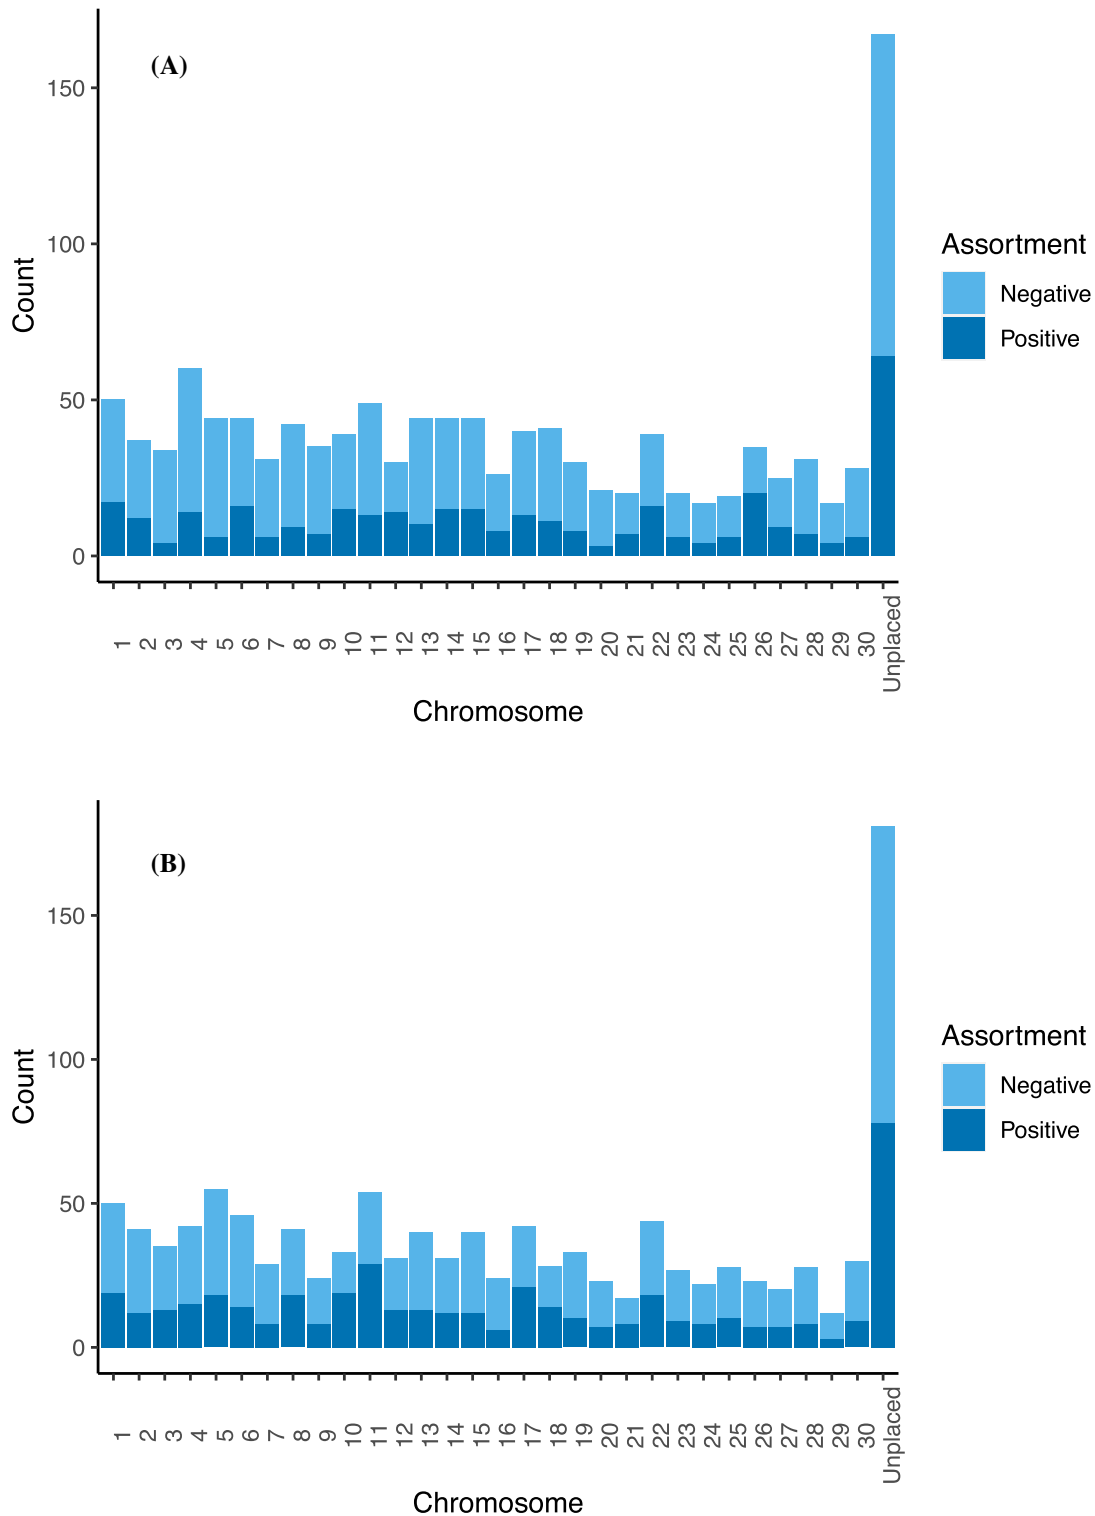 (A)
150
100
50
0
Count
1 2 3 4 5 6 7 8 9 10 11 12 13 14 15 16 17 18 19 20 21 22 23 24 25 26 27 28 29 30 Unplaced
Chromosome
Assortment
Negative
Positive
(B)
150
100
50
0
Count
1 2 3 4 5 6 7 8 9 10 11 12 13 14 15 16 17 18 19 20 21 22 23 24 25 26 27 28 29 30 Unplaced
Chromosome
Assortment
Negative
Positive